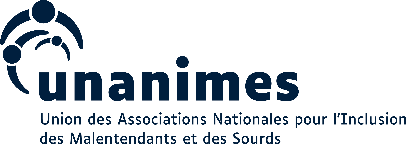 unanimes
Union des Associations Nationales pour l'Inclusion
des Malentendants et des Sourds